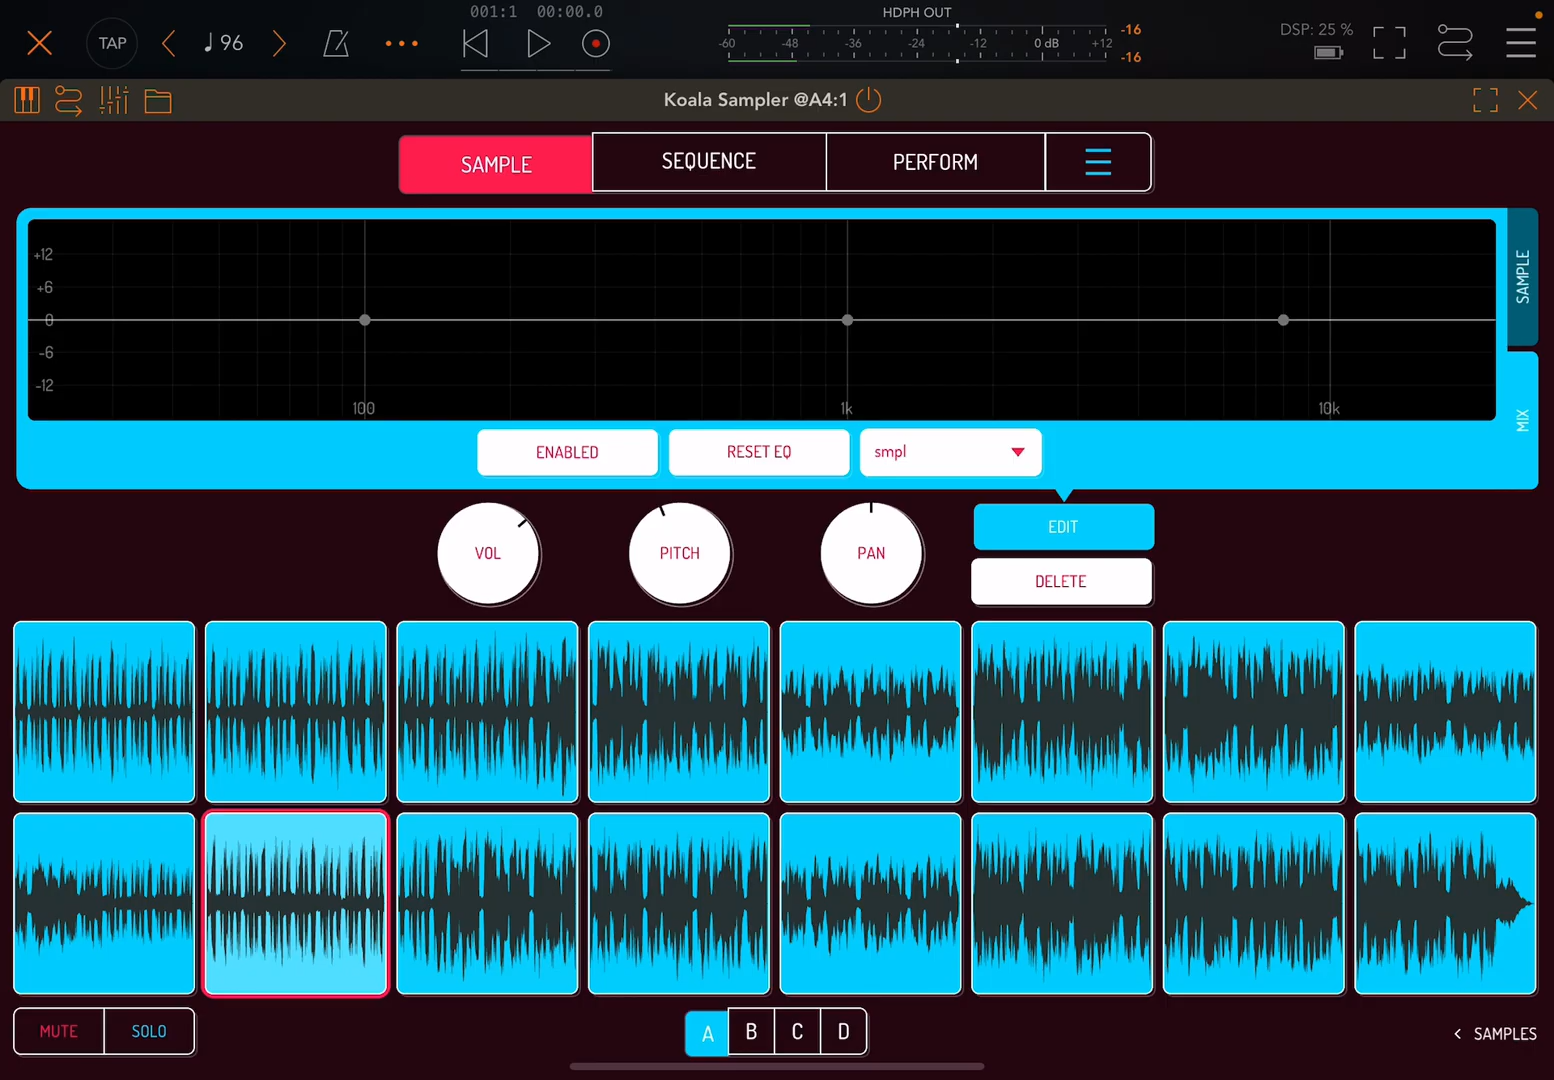 001:1 00:00.0
HDPH OUT
TAP
96
-60 -48 -36 -24 -12 0 dB +12
-16
-16
DSP: 25 %
Koala Sampler @A4:1
SAMPLE
SEQUENCE
PERFORM
+12
+6
0
-6
-12
100
1k
10k
SAMPLE
MIX
ENABLED
RESET EQ
smpl
VOL
PITCH
PAN
EDIT
DELETE
MUTE
SOLO
A
B
C
D
< SAMPLES